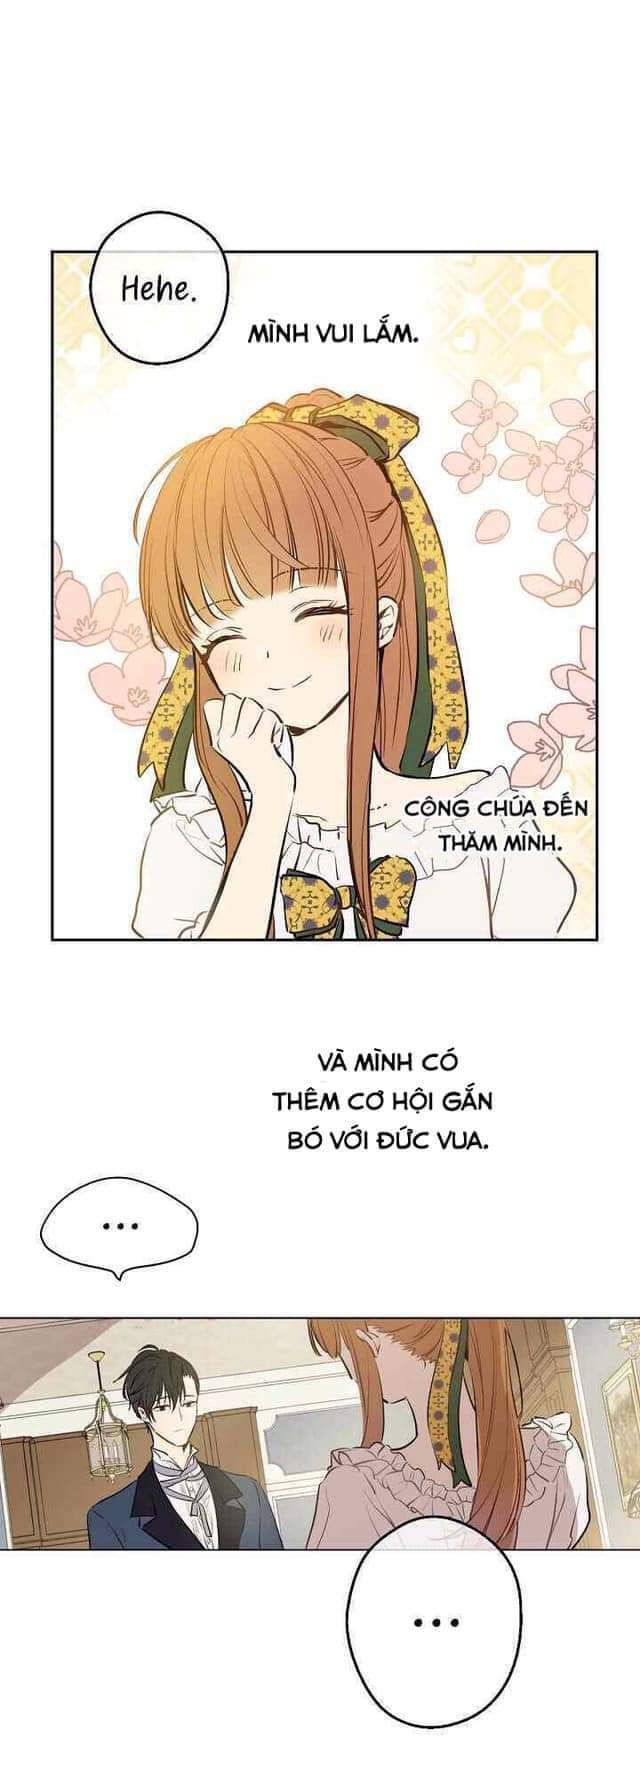 Hehe.
MÌNH VUI LẮM.
CÔNG CHÚA ĐẾN
THĂM MÌNH.
VÀ MÌNH CÓ
THÊM CƠ HỘI GẮN
BÓ VỚI ĐỨC VUA.
...
...